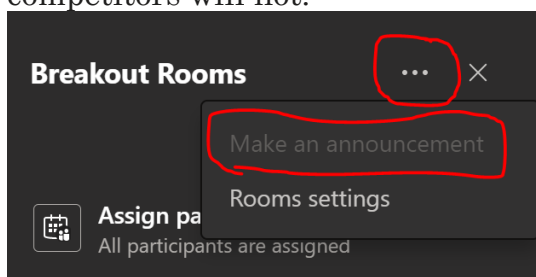 competitors will not.
Breakout Rooms
Make an announcement
Rooms settings
Assign pa
All participants are assigned